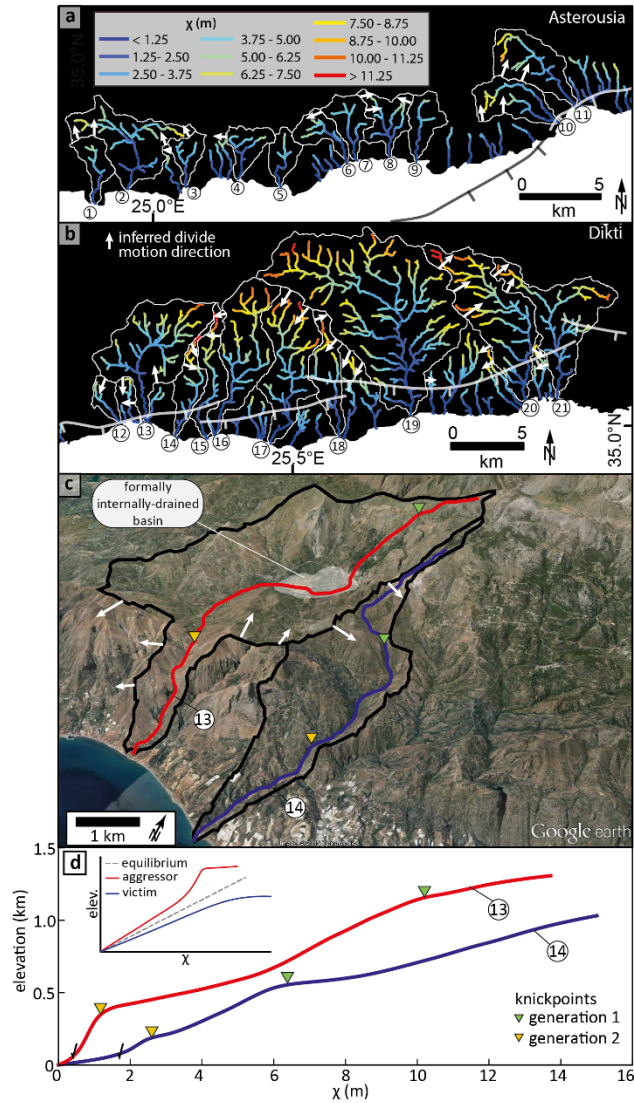 a
Asterousia
35.0°N
χ (m)
< 1.25
1.25- 2.50
2.50 - 3.75
3.75 - 5.00
5.00 - 6.25
6.25 - 7.50
7.50 - 8.75
8.75 - 10.00
10.00 - 11.25
> 11.25
1
2
3
4
5
6
7
8
9
10
11
25.0°E
0 5
km
N
b
inferred divide
motion direction
Dikti
12
13
14
15
16
17
18
19
20
21
0 5
km
N
25.5°E
35.0°N
c
formally
internally-drained
basin
13
14
1 km
N
Google earth
d
1.5
1.0
0.5
0
elevation (km)
equilibrium
aggressor
victim
elev.
χ
13
14
knickpoints
generation 1
generation 2
0 2 4 6 8 10 12 14 16
χ (m)